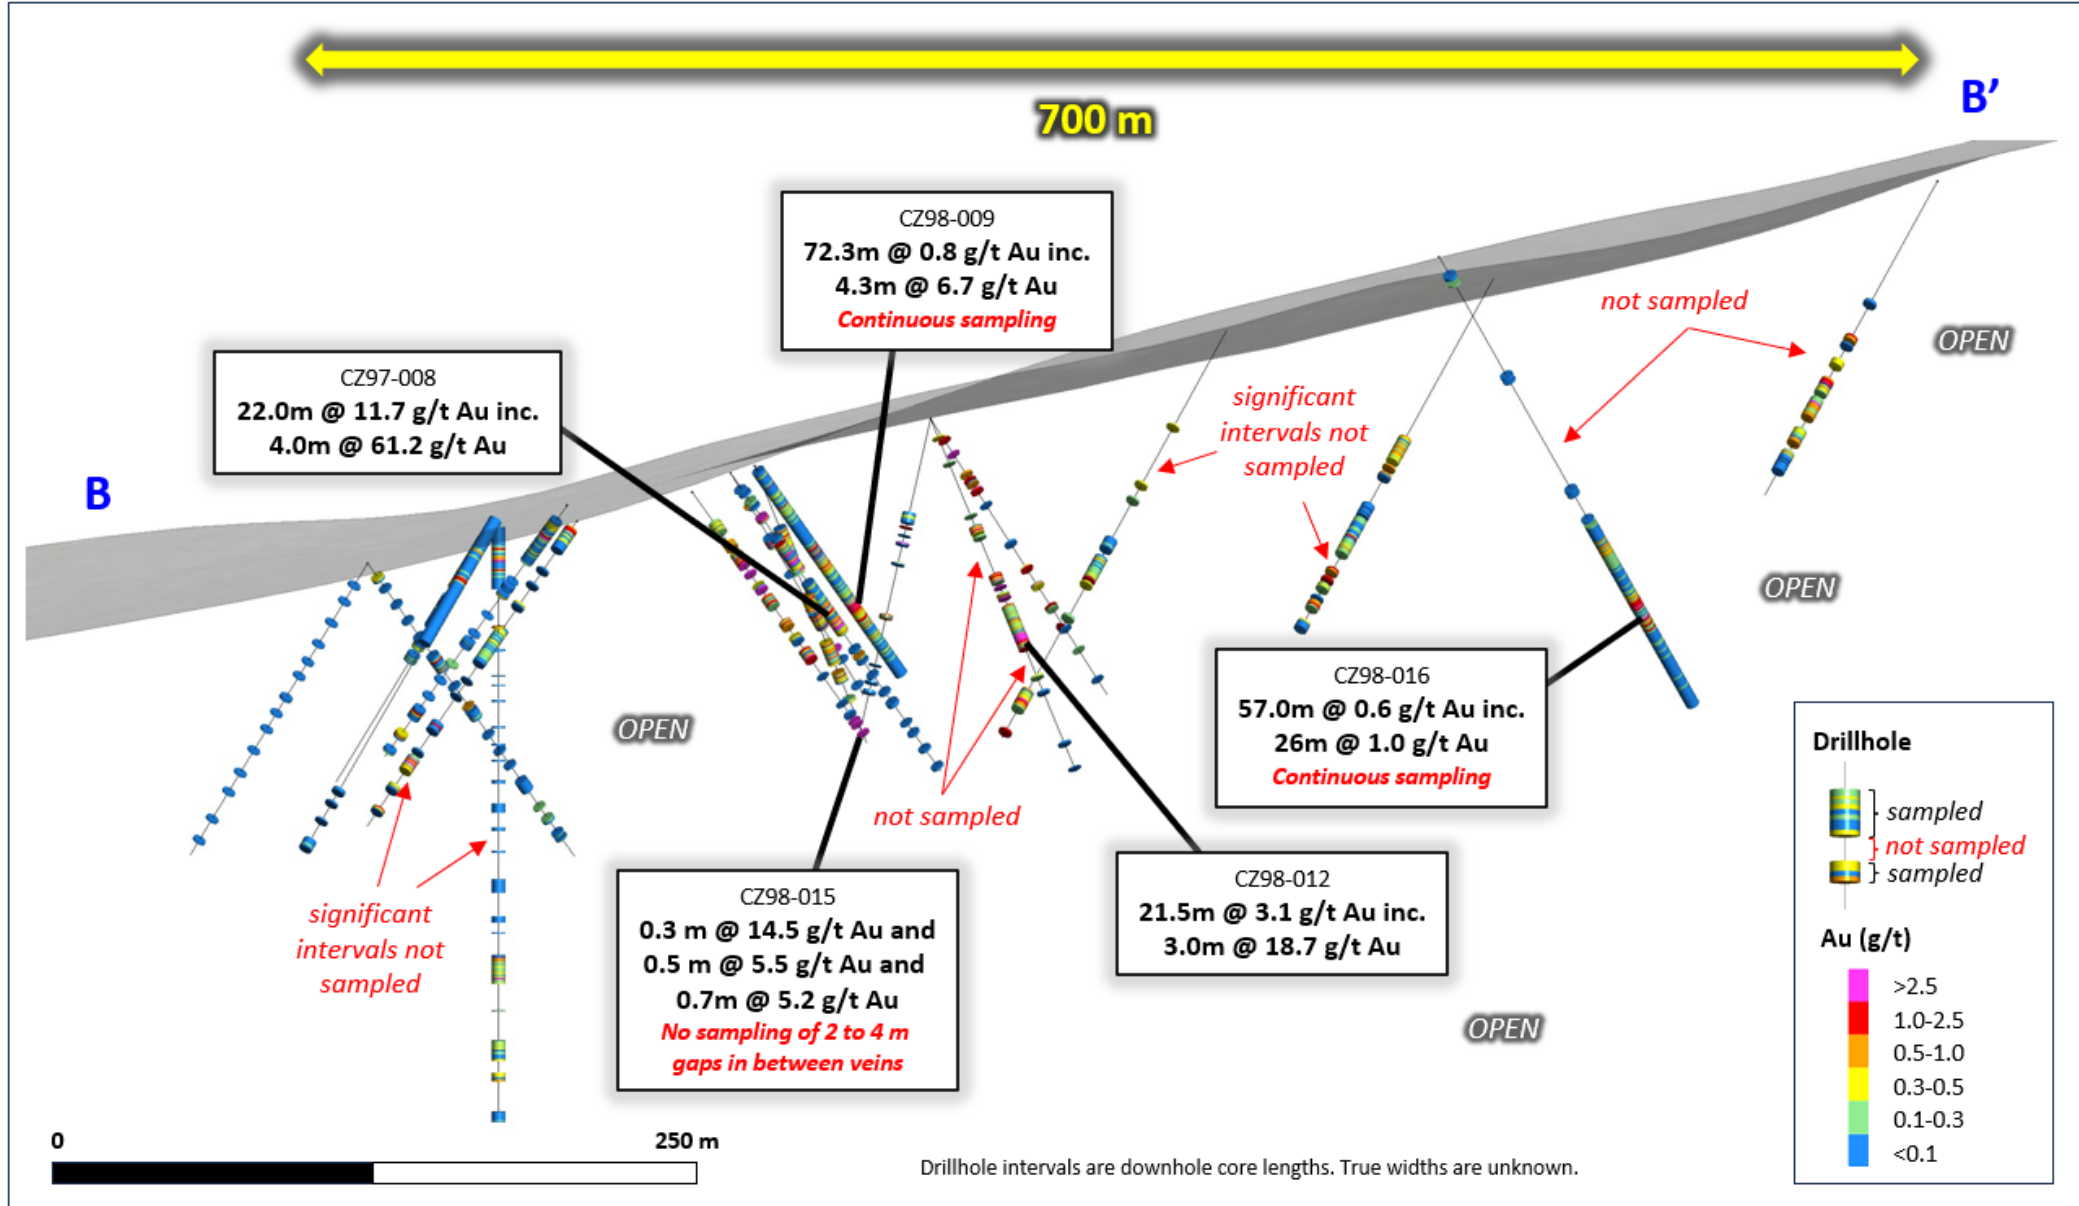 700 m
B’
CZ98-009
72.3m @ 0.8 g/t Au inc.
4.3m @ 6.7 g/t Au
Continuous sampling
not sampled
OPEN
CZ97-008
22.0m @ 11.7 g/t Au inc.
4.0m @ 61.2 g/t Au
significant
intervals not
sampled
B
OPEN
OPEN
CZ98-016
57.0m @ 0.6 g/t Au inc.
26m @ 1.0 g/t Au
Continuous sampling
not sampled
significant
intervals not
sampled
CZ98-015
0.3 m @ 14.5 g/t Au and
0.5 m @ 5.5 g/t Au and
0.7m @ 5.2 g/t Au
No sampling of 2 to 4 m
gaps in between veins
CZ98-012
21.5m @ 3.1 g/t Au inc.
3.0m @ 18.7 g/t Au
OPEN
Drillhole
sampled
not sampled
sampled
Au (g/t)
>2.5
1.0-2.5
0.5-1.0
0.3-0.5
0.1-0.3
<0.1
0
250 m
Drillhole intervals are downhole core lengths. True widths are unknown.